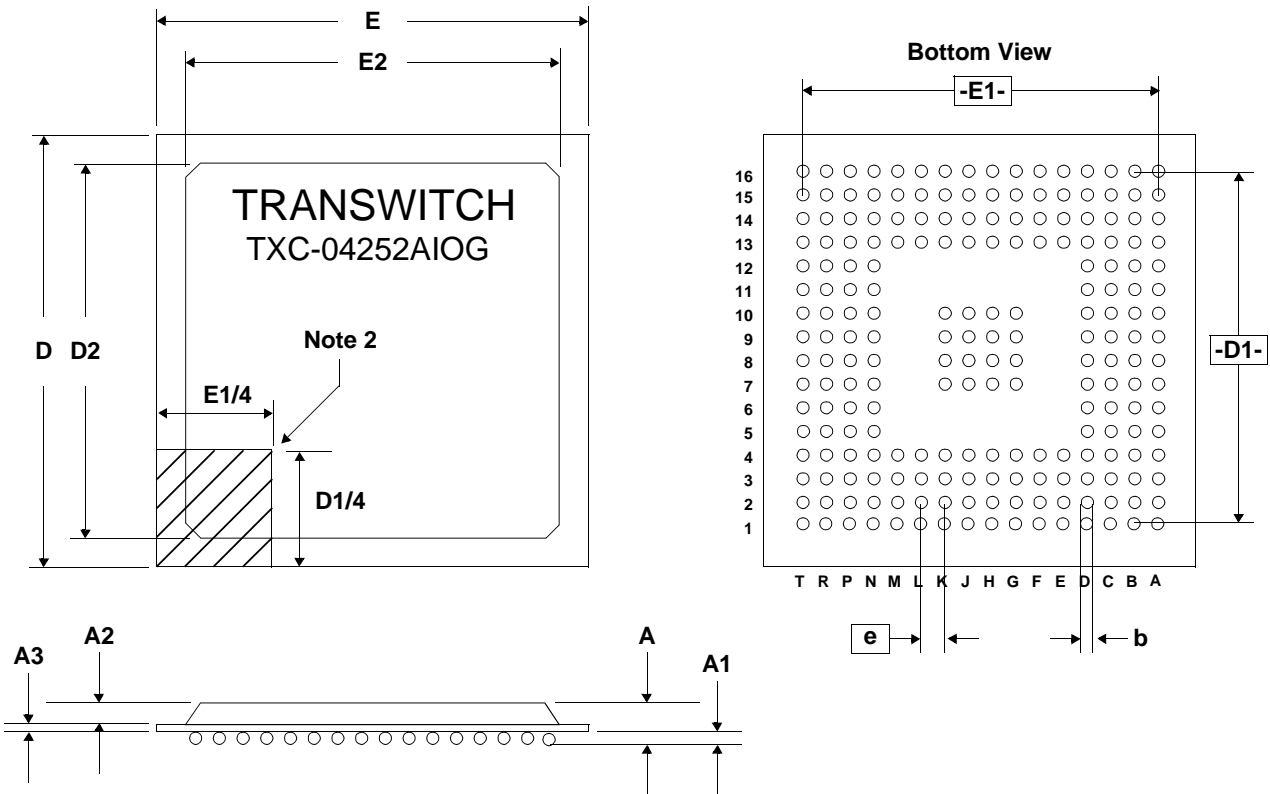 E
E2
Bottom View
-E1-
TRANSWITCH
TXC-04252AIOG
D
D2
Note 2
E1/4
D1/4
16
15
14
13
12
11
10
9
8
7
6
5
4
3
2
1
-D1-
T R P N M L K J H G F E D C B A
e
b
A3
A2
A
A1